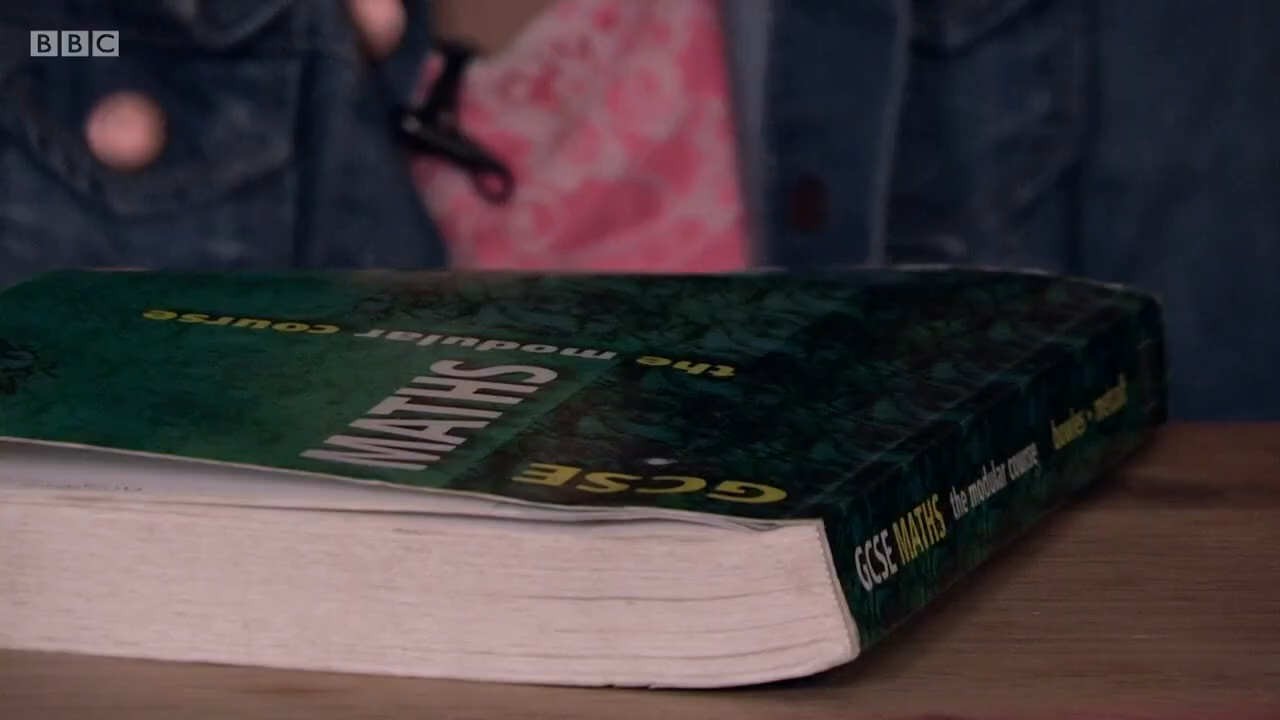 BBC
GCSE
MATHS
the modular course
GCSE MATHS the modular course